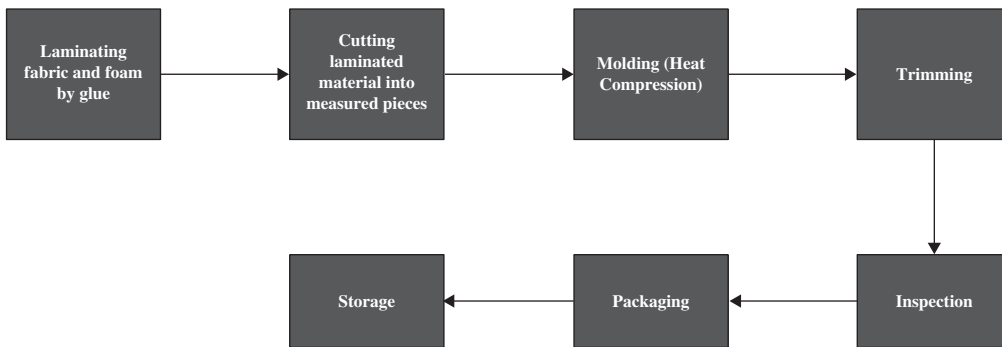 Laminating
fabric and foam
by glue
Cutting
laminated
material into
measured pieces
Molding (Heat
Compression)
Trimming
Inspection
Packaging
Storage